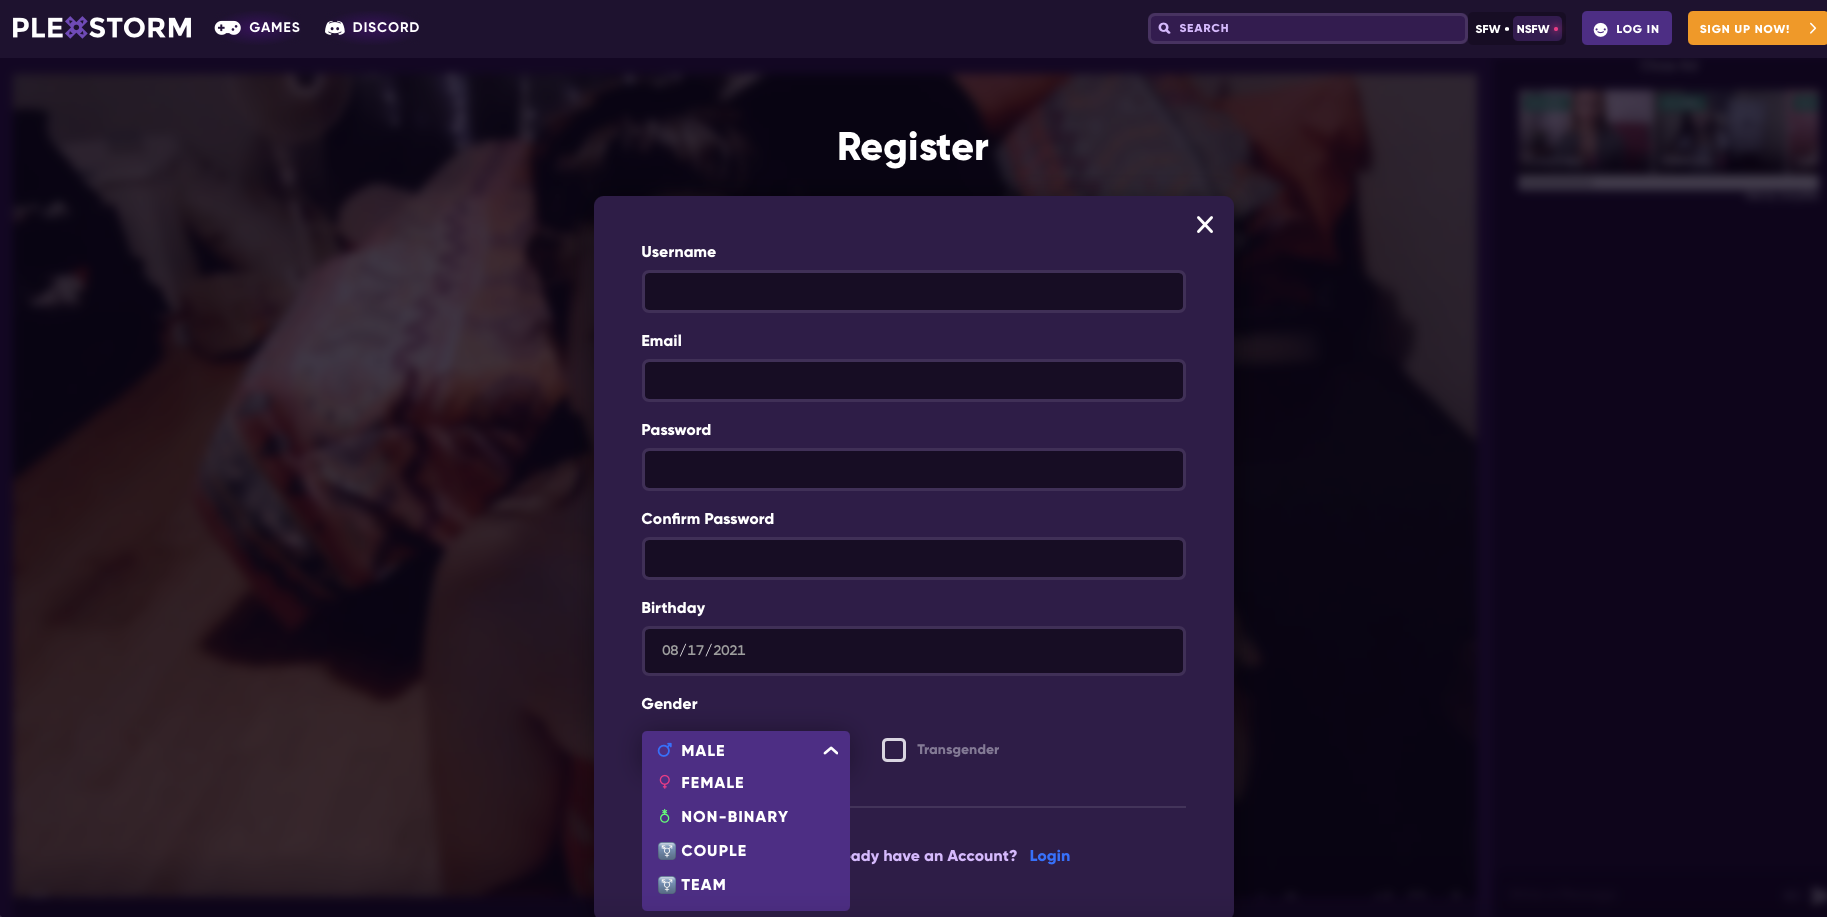 PLEXSTORM GAMES DISCORD SEARCH SFW • NSFW • LOG IN SIGN UP NOW!
Register
Username
Email
Password
Confirm Password
Birthday
08/17/2021
Gender
MALE
Transgender
FEMALE
NON-BINARY
COUPLE
eady have an Account? Login
TEAM